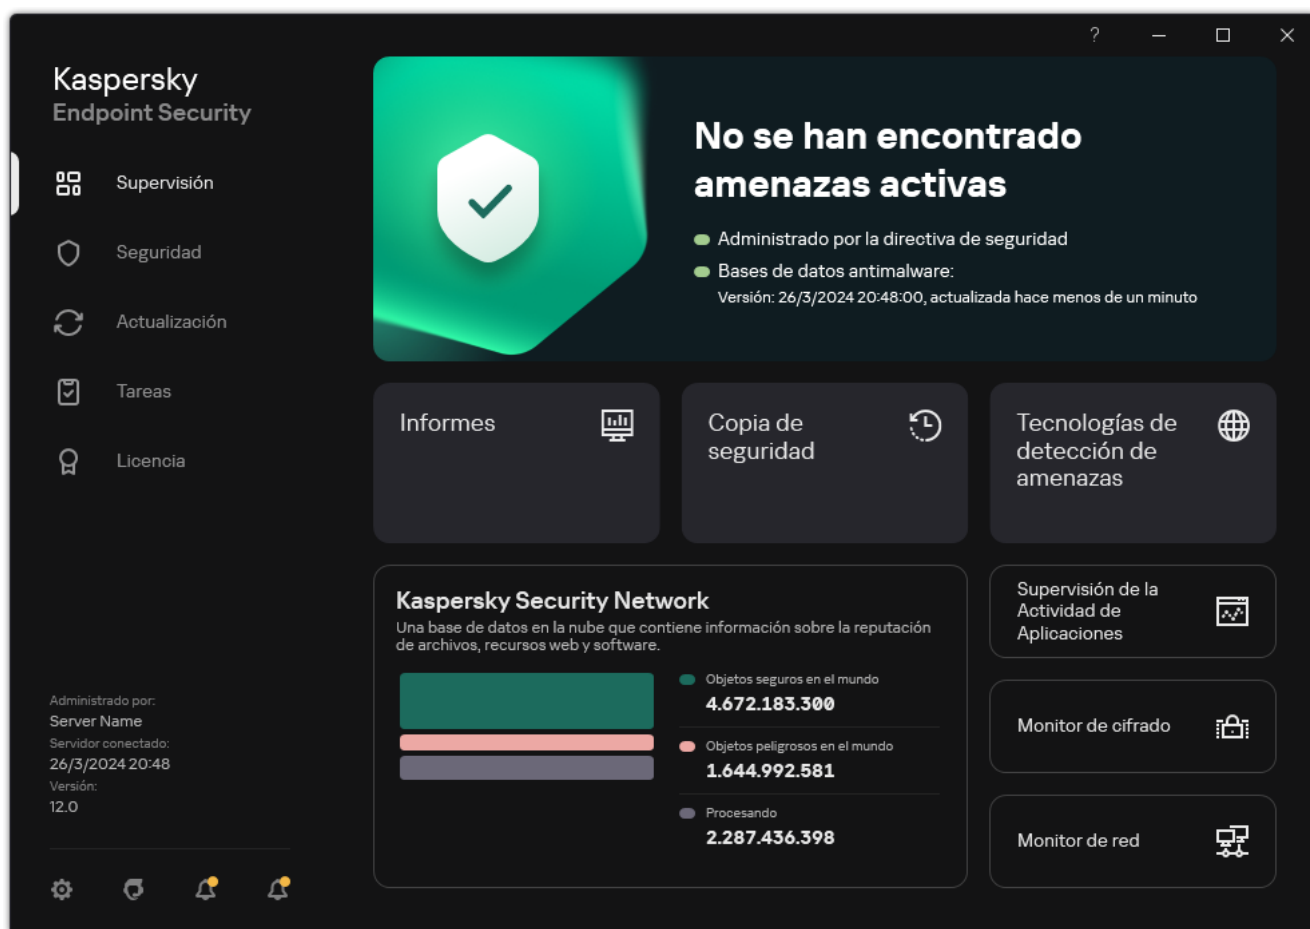 ?
Kaspersky
Endpoint Security
Supervisión
Seguridad
Actualización
Tareas
Licencia
Administrado por:
Server Name
Servidor conectado:
26/3/2024 20:48
Versión:
12.0
No se han encontrado
amenazas activas
Administrado por la directiva de seguridad
Bases de datos antimalware:
Versión: 26/3/2024 20:48:00, actualizada hace menos de un minuto
Informes
Copia de
seguridad
Tecnologías de
detección de
amenazas
Kaspersky Security Network
Una base de datos en la nube que contiene información sobre la reputación
de archivos, recursos web y software.
Objetos seguros en el mundo
4.672.183.300
Objetos peligrosos en el mundo
1.644.992.581
Procesando
2.287.436.398
Supervisión de la
Actividad de
Aplicaciones
Monitor de cifrado
Monitor de red